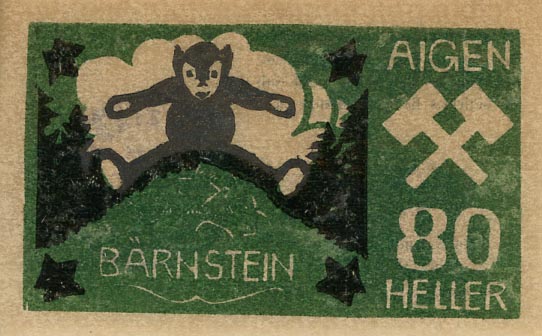 AIGEN
80
HELLER
BÄRNSTEIN